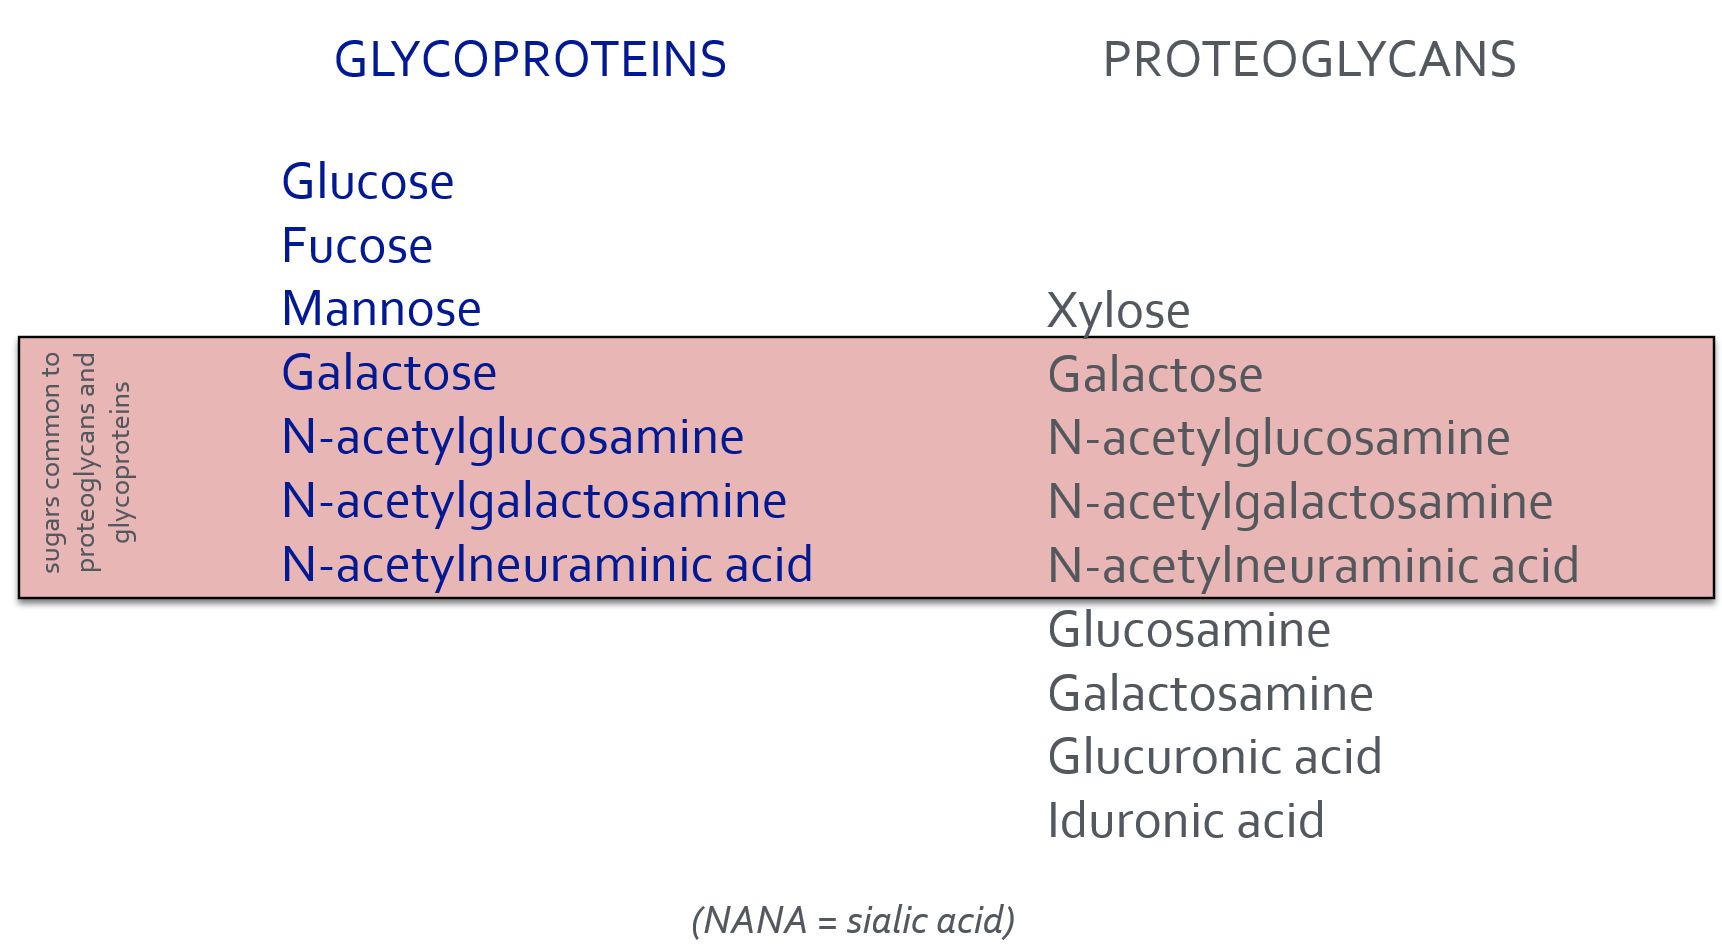 GLYCOPROTEINS
PROTEOGLYCANS
Glucose
Fucose
Mannose
Galactose
N-acetylglucosamine
N-acetylgalactosamine
N-acetylneuraminic acid
Xylose
Galactose
N-acetylglucosamine
N-acetylgalactosamine
N-acetylneuraminic acid
Glucosamine
Galactosamine
Glucuronic acid
Iduronic acid
sugars common to
proteoglycans and
glycoproteins
(NANA = sialic acid)